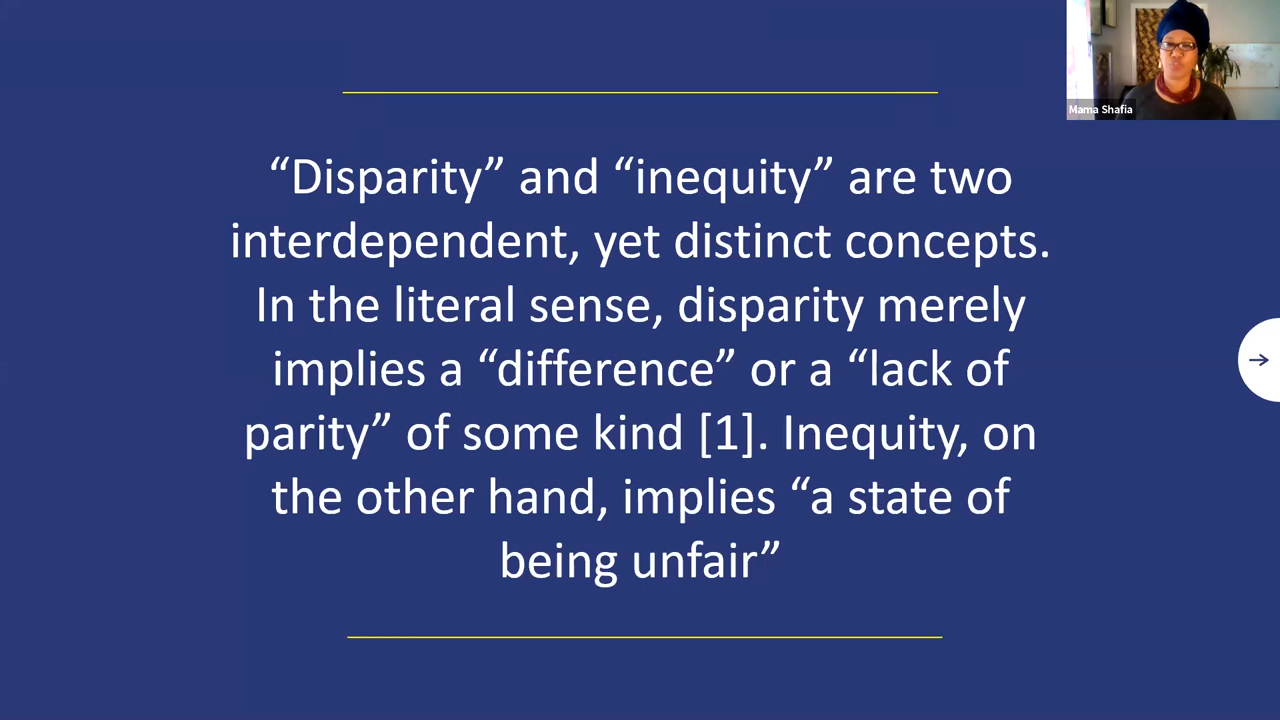 Mama Shafia
“Disparity” and “inequity” are two
interdependent, yet distinct concepts.
In the literal sense, disparity merely
implies a “difference” or a “lack of
parity” of some kind [1]. Inequity, on
the other hand, implies “a state of
being unfair”